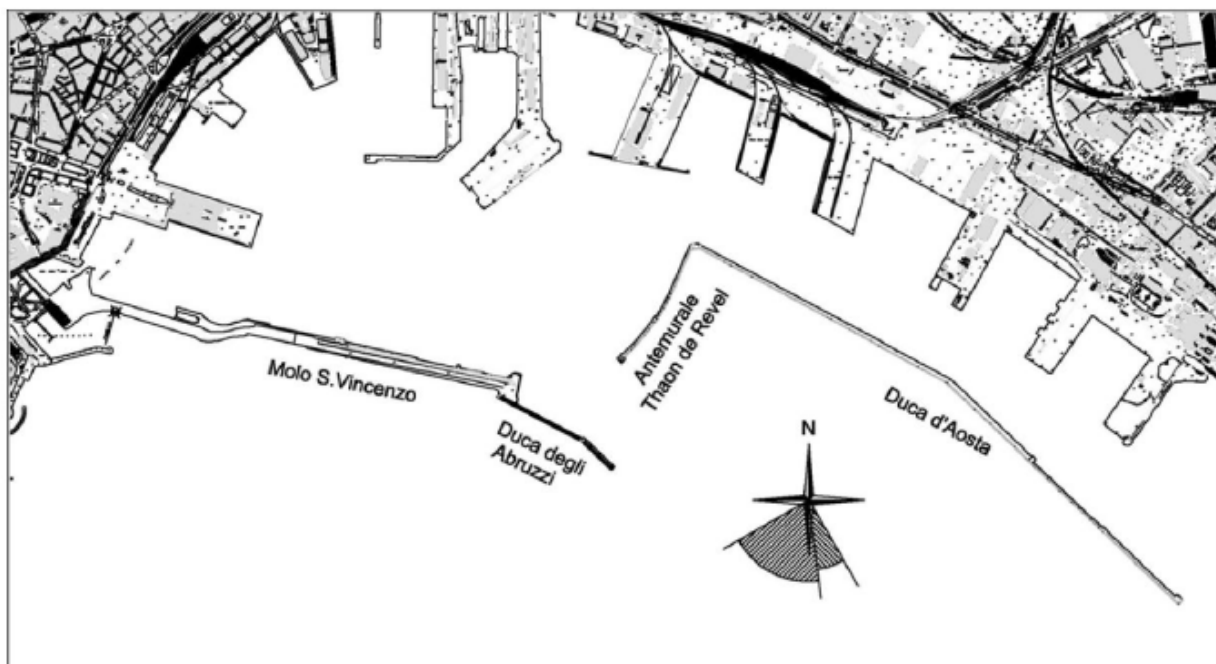 Molo S.Vincenzo
Duca degli
Abruzzi
Antemurale
Thaon de Revel
Duca d'Aosta
N